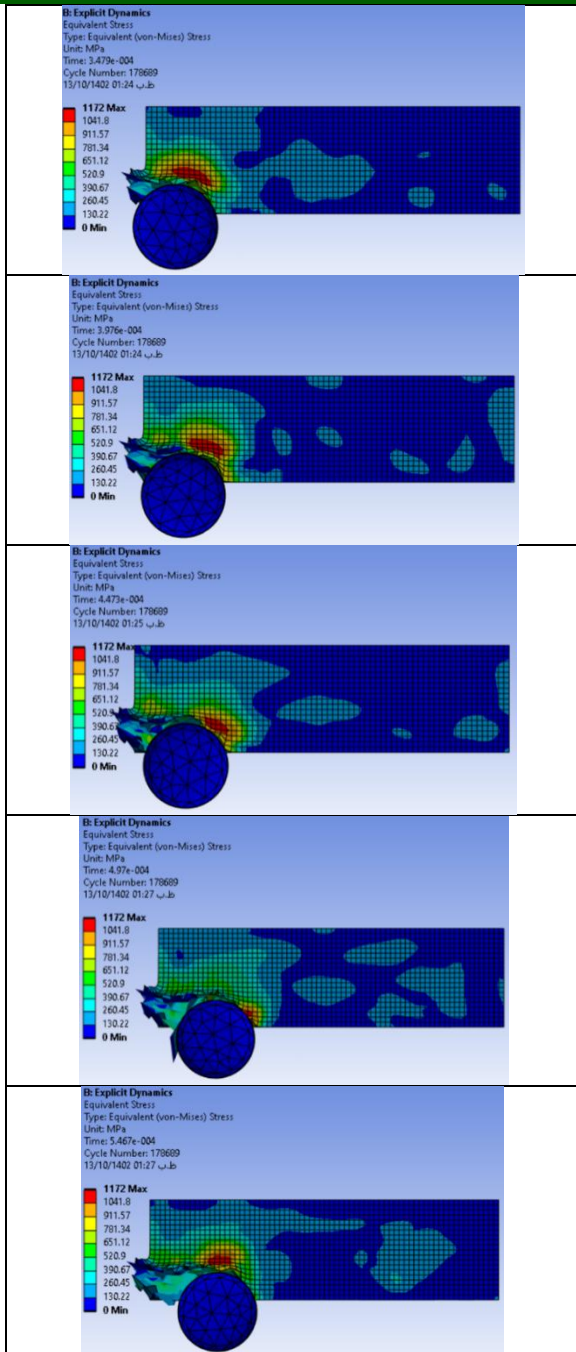 B: Explicit Dynamics
Equivalent Stress
Type: Equivalent (von-Mises) Stress
Unit: MPa
Time: 3.479e-004
Cycle Number: 178689
13/10/1402 01:24 ب.ظ
1172 Max
1041.8
911.57
781.34
651.12
520.9
390.67
260.45
130.22
0 Min
B: Explicit Dynamics
Equivalent Stress
Type: Equivalent (von-Mises) Stress
Unit: MPa
Time: 3.976e-004
Cycle Number: 178689
13/10/1402 01:24 ب.ظ
1172 Max
1041.8
911.57
781.34
651.12
520.9
390.67
260.45
130.22
0 Min
B: Explicit Dynamics
Equivalent Stress
Type: Equivalent (von-Mises) Stress
Unit: MPa
Time: 4.473e-004
Cycle Number: 178689
13/10/1402 01:25 ب.ظ
1172 Max
1041.8
911.57
781.34
651.12
520.9
390.67
260.45
130.22
0 Min
B: Explicit Dynamics
Equivalent Stress
Type: Equivalent (von-Mises) Stress
Unit: MPa
Time: 4.97e-004
Cycle Number: 178689
13/10/1402 01:27 ب.ظ
1172 Max
1041.8
911.57
781.34
651.12
520.9
390.67
260.45
130.22
0 Min
B: Explicit Dynamics
Equivalent Stress
Type: Equivalent (von-Mises) Stress
Unit: MPa
Time: 5.467e-004
Cycle Number: 178689
13/10/1402 01:27 ب.ظ
1172 Max
1041.8
911.57
781.34
651.12
520.9
390.67
260.45
130.22
0 Min